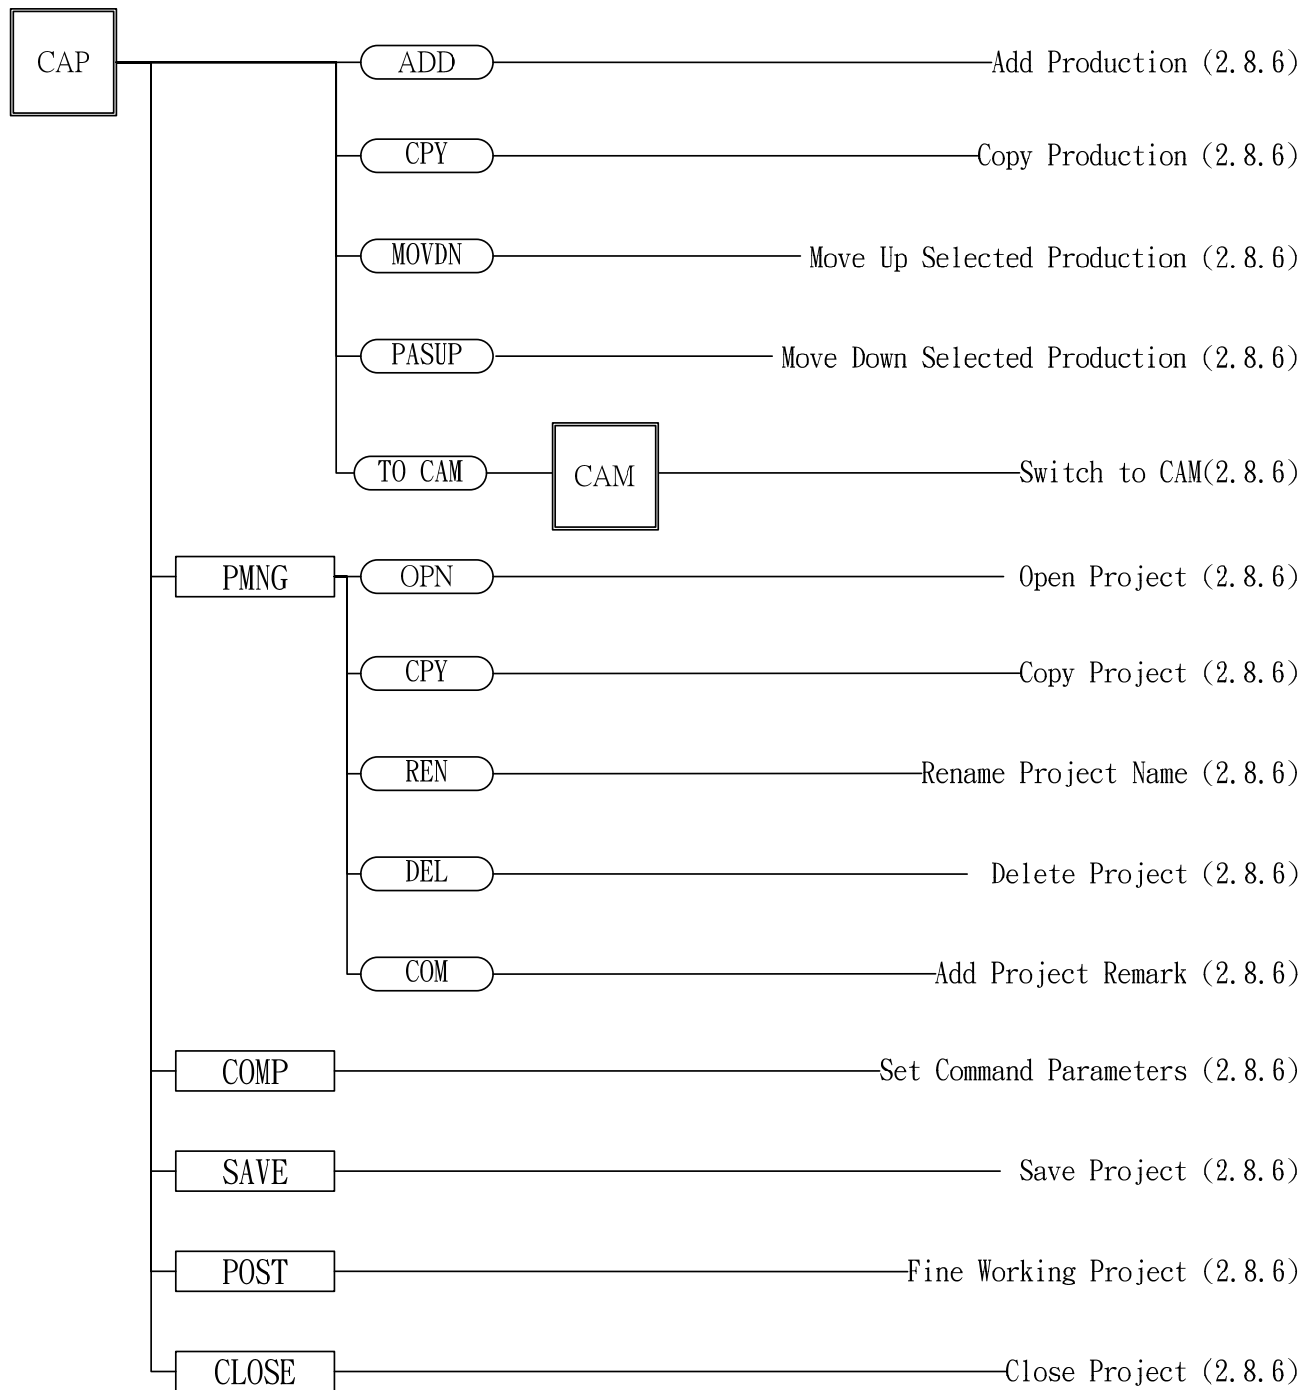 CAP
ADD
Add Production (2.8.6)
CPY
Copy Production (2.8.6)
MOVDN
Move Up Selected Production (2.8.6)
PASUP
Move Down Selected Production (2.8.6)
TO CAM
CAM
Switch to CAM(2.8.6)
PMNG
OPN
Open Project (2.8.6)
CPY
Copy Project (2.8.6)
REN
Rename Project Name (2.8.6)
DEL
Delete Project (2.8.6)
COM
Add Project Remark (2.8.6)
COMP
Set Command Parameters (2.8.6)
SAVE
Save Project (2.8.6)
POST
Fine Working Project (2.8.6)
CLOSE
Close Project (2.8.6)